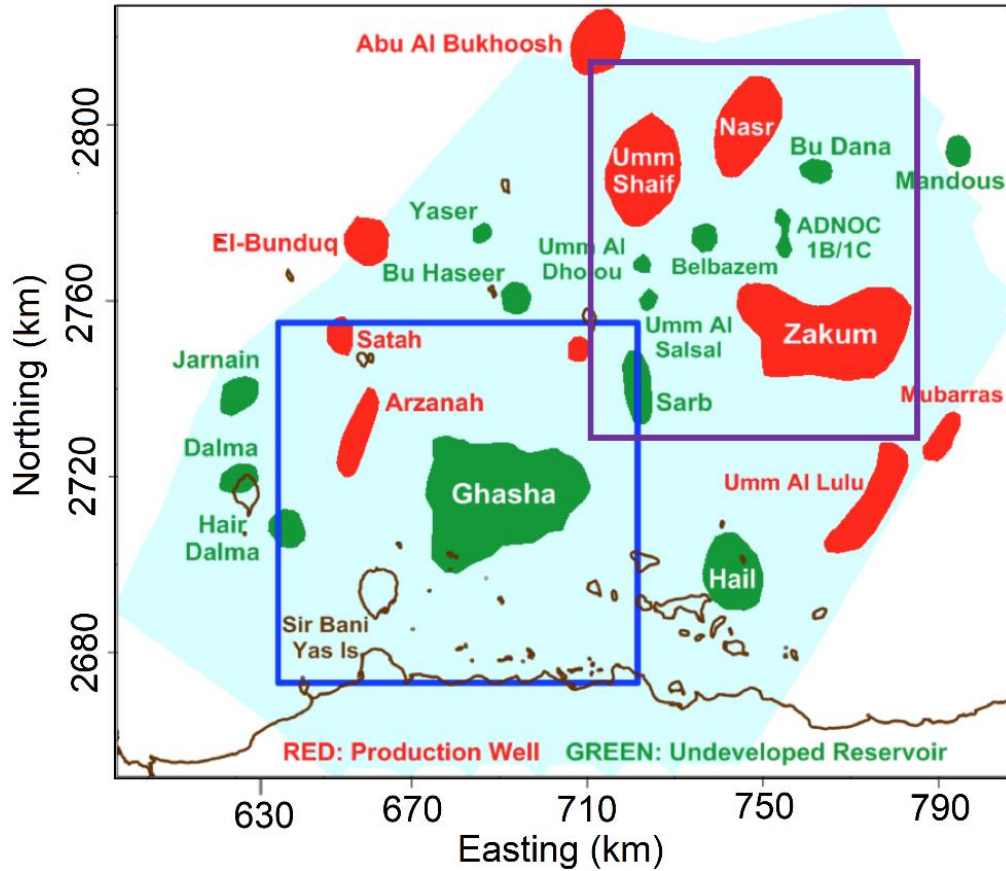 Abu Al Bukhoosh
Nasr
Umm
Shaif
Bu Dana
Mandous
Yaser
ADNOC
1B/1C
El-Bunduq
Umm Al
Dholou
Bu Haseer
Belbazem
Satah
Umm Al
Salsal
Zakum
Jarnain
Arzanah
Sarb
Mubarras
Dalma
Ghasha
Umm Al Lulu
Hair
Dalma
Hail
Sir Bani
Yas Is
RED: Production Well
GREEN: Undeveloped Reservoir
2800
2760
2720
2680
Northing (km)
630
670
710
750
790
Easting (km)